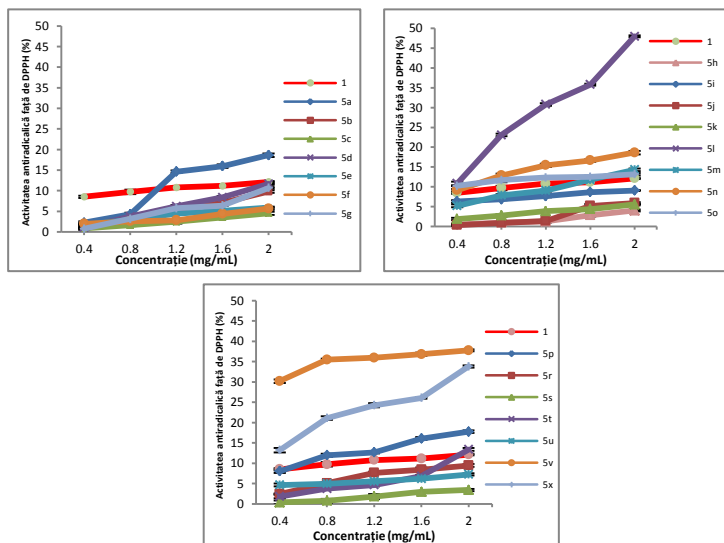 Activitatea antiradicalică față de DPPH (%)
50
45
40
35
30
25
20
15
10
5
0
0.4 0.8 1.2 1.6 2
Concentrație (mg/mL)
1
5a
5b
5c
5d
5e
5f
5g
Activitatea antiradicalică față de DPPH (%)
50
45
40
35
30
25
20
15
10
5
0
0.4 0.8 1.2 1.6 2
Concentrație (mg/mL)
1
5h
5i
5j
5k
5l
5m
5n
5o
Activitatea antiradicalică față de DPPH (%)
50
45
40
35
30
25
20
15
10
5
0
0.4 0.8 1.2 1.6 2
Concentrație (mg/mL)
1
5p
5r
5s
5t
5u
5v
5x